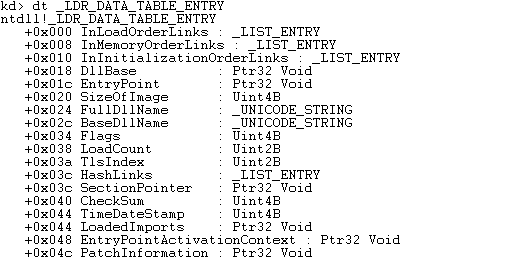 kd> dt _LDR_DATA_TABLE_ENTRY
ntdll!_LDR_DATA_TABLE_ENTRY
   +0x000 InLoadOrderLinks : _LIST_ENTRY
   +0x008 InMemoryOrderLinks : _LIST_ENTRY
   +0x010 InInitializationOrderLinks : _LIST_ENTRY
   +0x018 DllBase          : Ptr32 Void
   +0x01c EntryPoint       : Ptr32 Void
   +0x020 SizeOfImage      : Uint4B
   +0x024 FullDllName      : _UNICODE_STRING
   +0x02c BaseDllName      : _UNICODE_STRING
   +0x034 Flags            : Uint4B
   +0x038 LoadCount        : Uint2B
   +0x03a TlsIndex         : Uint2B
   +0x03c HashLinks        : _LIST_ENTRY
   +0x03c SectionPointer   : Ptr32 Void
   +0x040 CheckSum         : Uint4B
   +0x044 TimeDateStamp    : Uint4B
   +0x044 LoadedImports    : Ptr32 Void
   +0x048 EntryPointActivationContext : Ptr32 Void
   +0x04c PatchInformation : Ptr32 Void